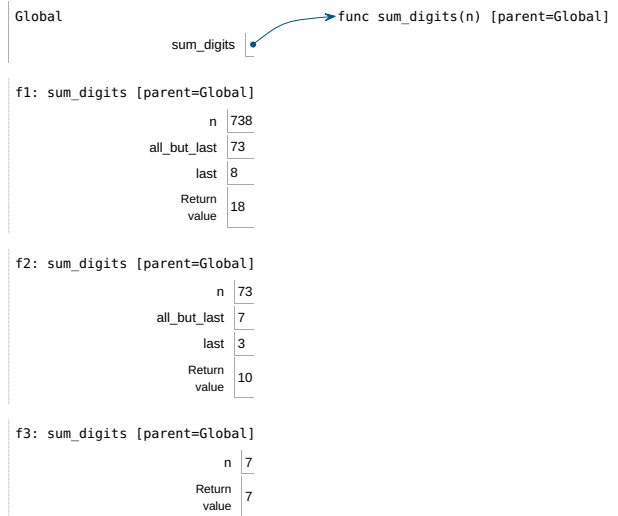 Global
func sum_digits(n) [parent=Global]
sum_digits
f1: sum_digits [parent=Global]
n 738
all_but_last 73
last 8
Return
value 18
f2: sum_digits [parent=Global]
n 73
all_but_last 7
last 3
Return
value 10
f3: sum_digits [parent=Global]
n 7
Return
value 7